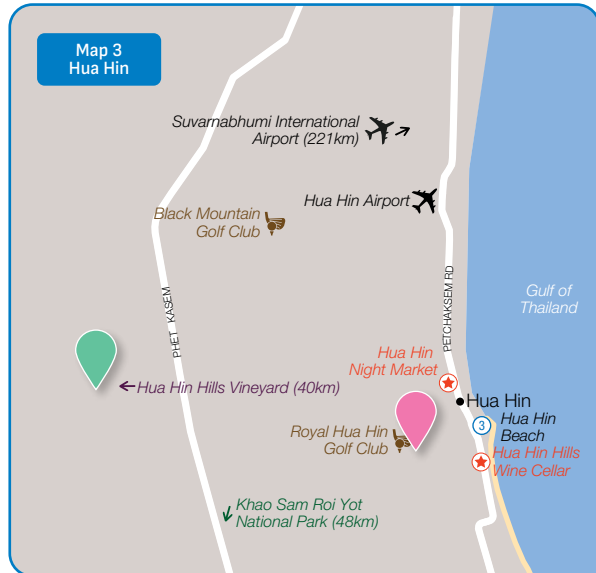 Map 3
Hua Hin
Suvarnabhumi International
Airport (221km)
Hua Hin Airport
Black Mountain
Golf Club
PHET KASEM
PETCHAKSEM RD
Gulf of
Thailand
Hua Hin
Night Market
Hua Hin Hills Vineyard (40km)
Hua Hin
3
Hua Hin
Beach
Royal Hua Hin
Golf Club
Hua Hin Hills
Wine Cellar
Khao Sam Roi Yot
National Park (48km)